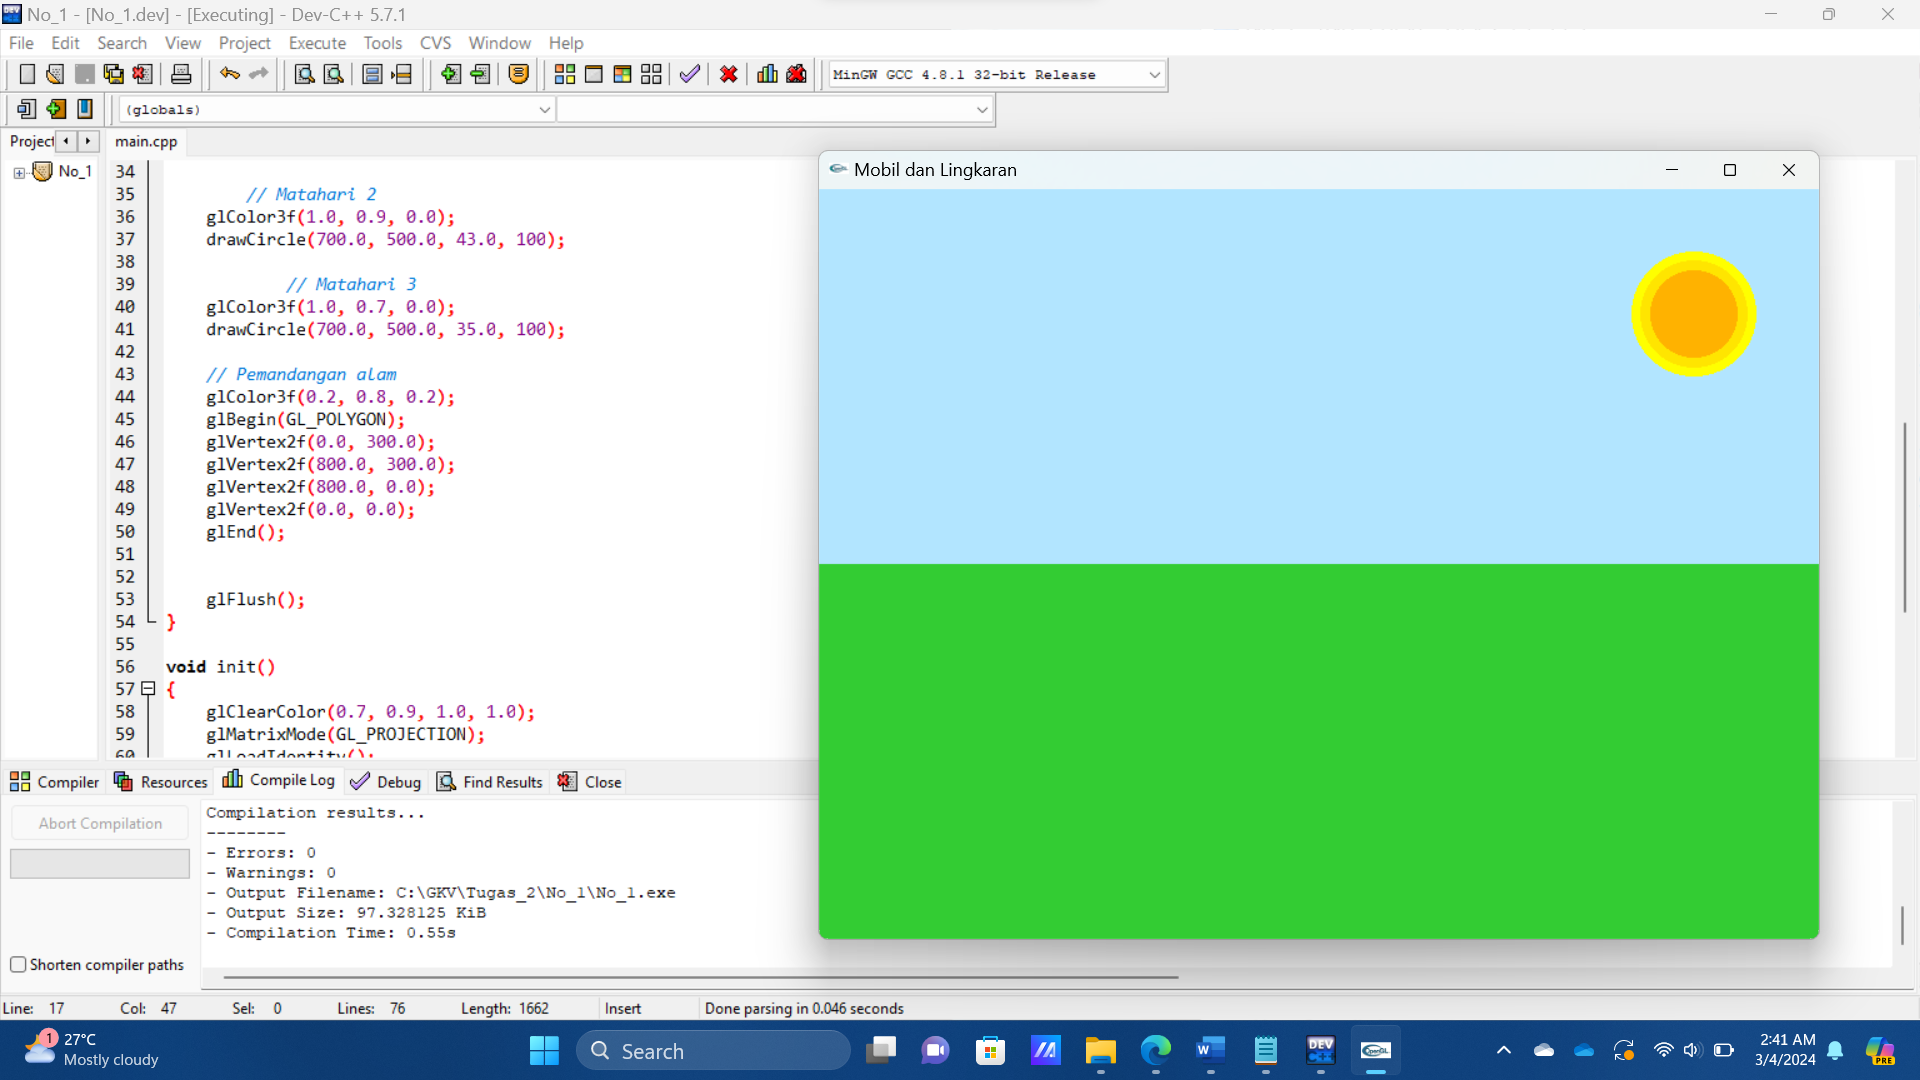 No_1 - [No_1.dev] - [Executing] - Dev-C++ 5.7.1
File Edit Search View Project Execute Tools CVS Window Help
MinGW GCC 4.8.1 32-bit Release
(globals)
Project
main.cpp
No_1
34
35 // Matahari 2
36 glColor3f(1.0, 0.9, 0.0);
37 drawCircle(700.0, 500.0, 43.0, 100);
38
39 // Matahari 3
40 glColor3f(1.0, 0.7, 0.0);
41 drawCircle(700.0, 500.0, 35.0, 100);
42
43 // Pemandangan alam
44 glColor3f(0.2, 0.8, 0.2);
45 glBegin(GL_POLYGON);
46 glVertex2f(0.0, 300.0);
47 glVertex2f(800.0, 300.0);
48 glVertex2f(800.0, 0.0);
49 glVertex2f(0.0, 0.0);
50 glEnd();
51
52
53 glFlush();
54 }
55
56 void init()
57 {
58 glClearColor(0.7, 0.9, 1.0, 1.0);
59 glMatrixMode(GL_PROJECTION);
60 glLoadIdentity();
Mobil dan Lingkaran
Compiler Resources Compile Log Debug Find Results Close
Abort Compilation
Shorten compiler paths
Compilation results...
--------
- Errors: 0
- Warnings: 0
- Output Filename: C:\GKV\Tugas_2\No_1\No_1.exe
- Output Size: 97.328125 KiB
- Compilation Time: 0.55s
Line: 17 Col: 47 Sel: 0 Lines: 76 Length: 1662 Insert Done parsing in 0.046 seconds
1
27°C
Mostly cloudy
Search
W
DEV
C++
OpenGL
2:41 AM
3/4/2024
PRE